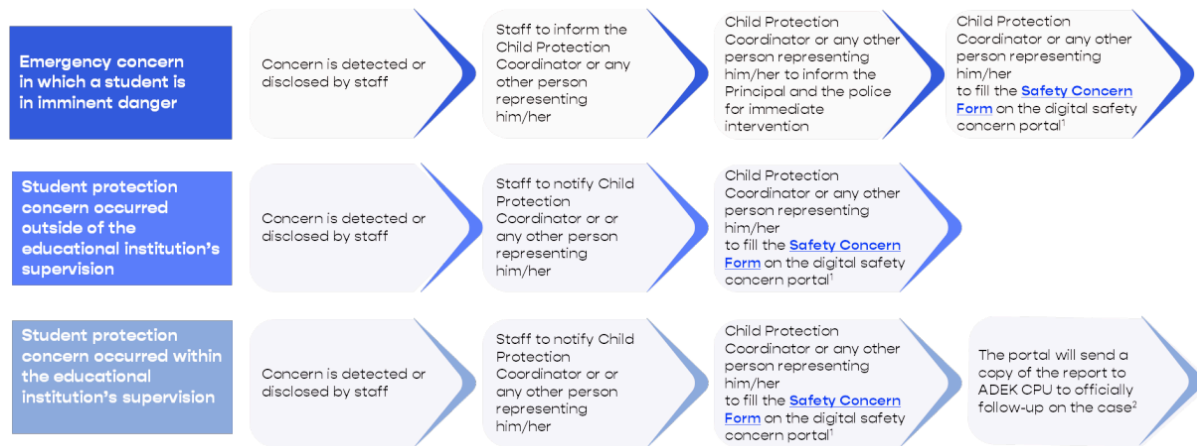 Emergency concern
in which a student is
in imminent danger
Concern is detected or
disclosed by staff
Staff to inform the
Child Protection
Coordinator or any
other person
representing
him/her
Child Protection
Coordinator or any other
person representing
him/her to inform the
Principal and the police
for immediate
intervention
Child Protection
Coordinator or any other
person representing
him/her
to fill the Safety Concern
Form on the digital safety
concern portal¹
Student protection
concern occurred
outside of the
educational institution's
supervision
Concern is detected or
disclosed by staff
Staff to notify Child
Protection
Coordinator or or
any other person
representing
him/her
Child Protection
Coordinator or any other
person representing
him/her
to fill the Safety Concern
Form on the digital safety
concern portal¹
Student protection
concern occurred within
the educational
institution's supervision
Concern is detected or
disclosed by staff
Staff to notify Child
Protection
Coordinator or or
any other person
representing
him/her
Child Protection
Coordinator or any other
person representing
him/her
to fill the Safety Concern
Form on the digital safety
concern portal¹
The portal will send a
copy of the report to
ADEK CPU to officially
follow-up on the case²